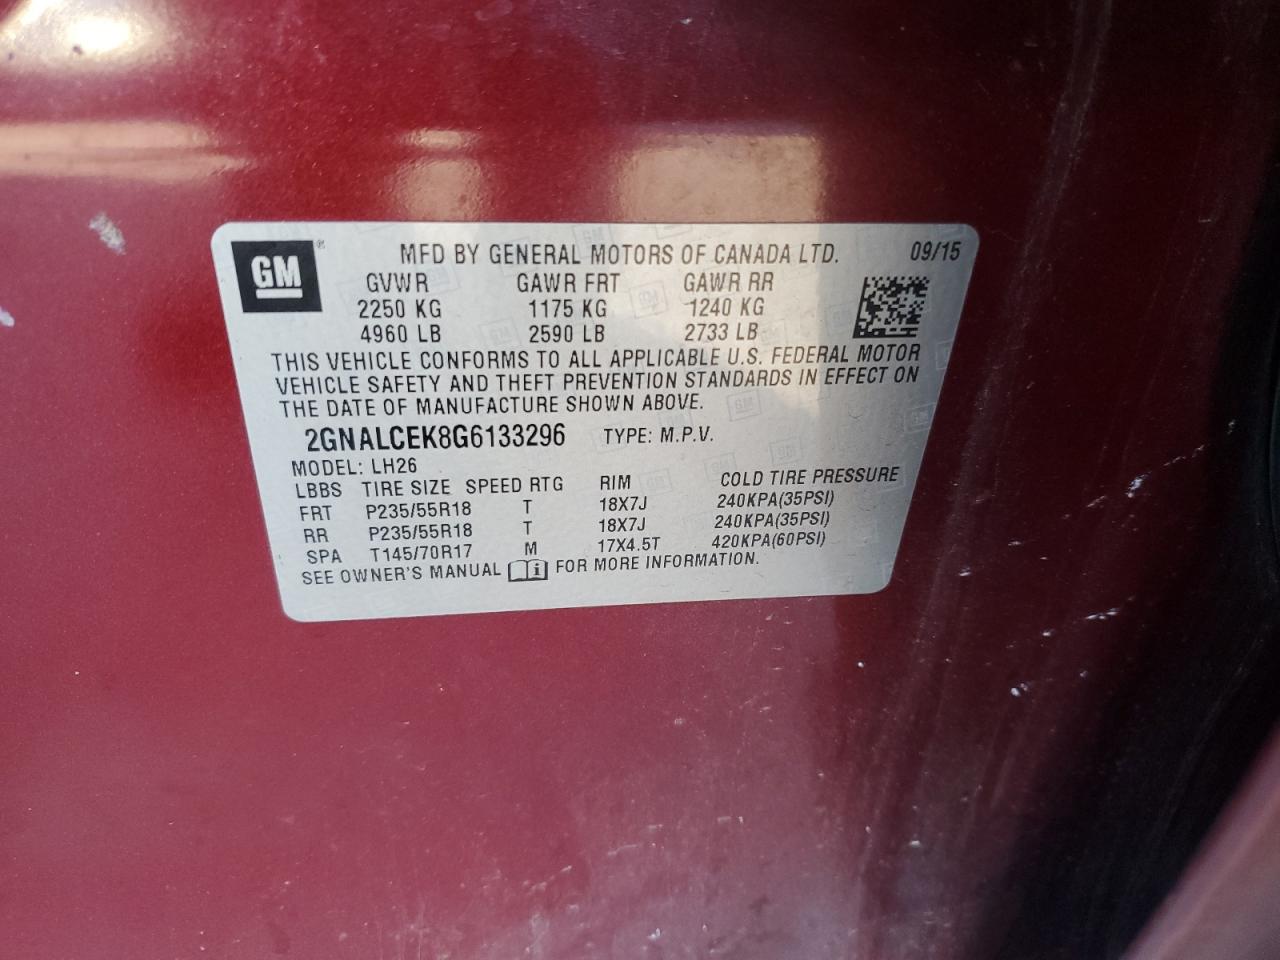 GM ® MFD BY GENERAL MOTORS OF CANADA LTD. 09/15
GVWR GAWR FRT GAWR RR
2250 KG 1175 KG 1240 KG
4960 LB 2590 LB 2733 LB
THIS VEHICLE CONFORMS TO ALL APPLICABLE U.S. FEDERAL MOTOR
VEHICLE SAFETY AND THEFT PREVENTION STANDARDS IN EFFECT ON
THE DATE OF MANUFACTURE SHOWN ABOVE.
2GNALCEK8G6133296 TYPE: M.P.V.
MODEL: LH26
LBBS TIRE SIZE SPEED RTG RIM COLD TIRE PRESSURE
FRT P235/55R18 T 18X7J 240KPA(35PSI)
RR P235/55R18 T 18X7J 240KPA(35PSI)
SPA T145/70R17 M 17X4.5T 420KPA(60PSI)
SEE OWNER'S MANUAL i FOR MORE INFORMATION.